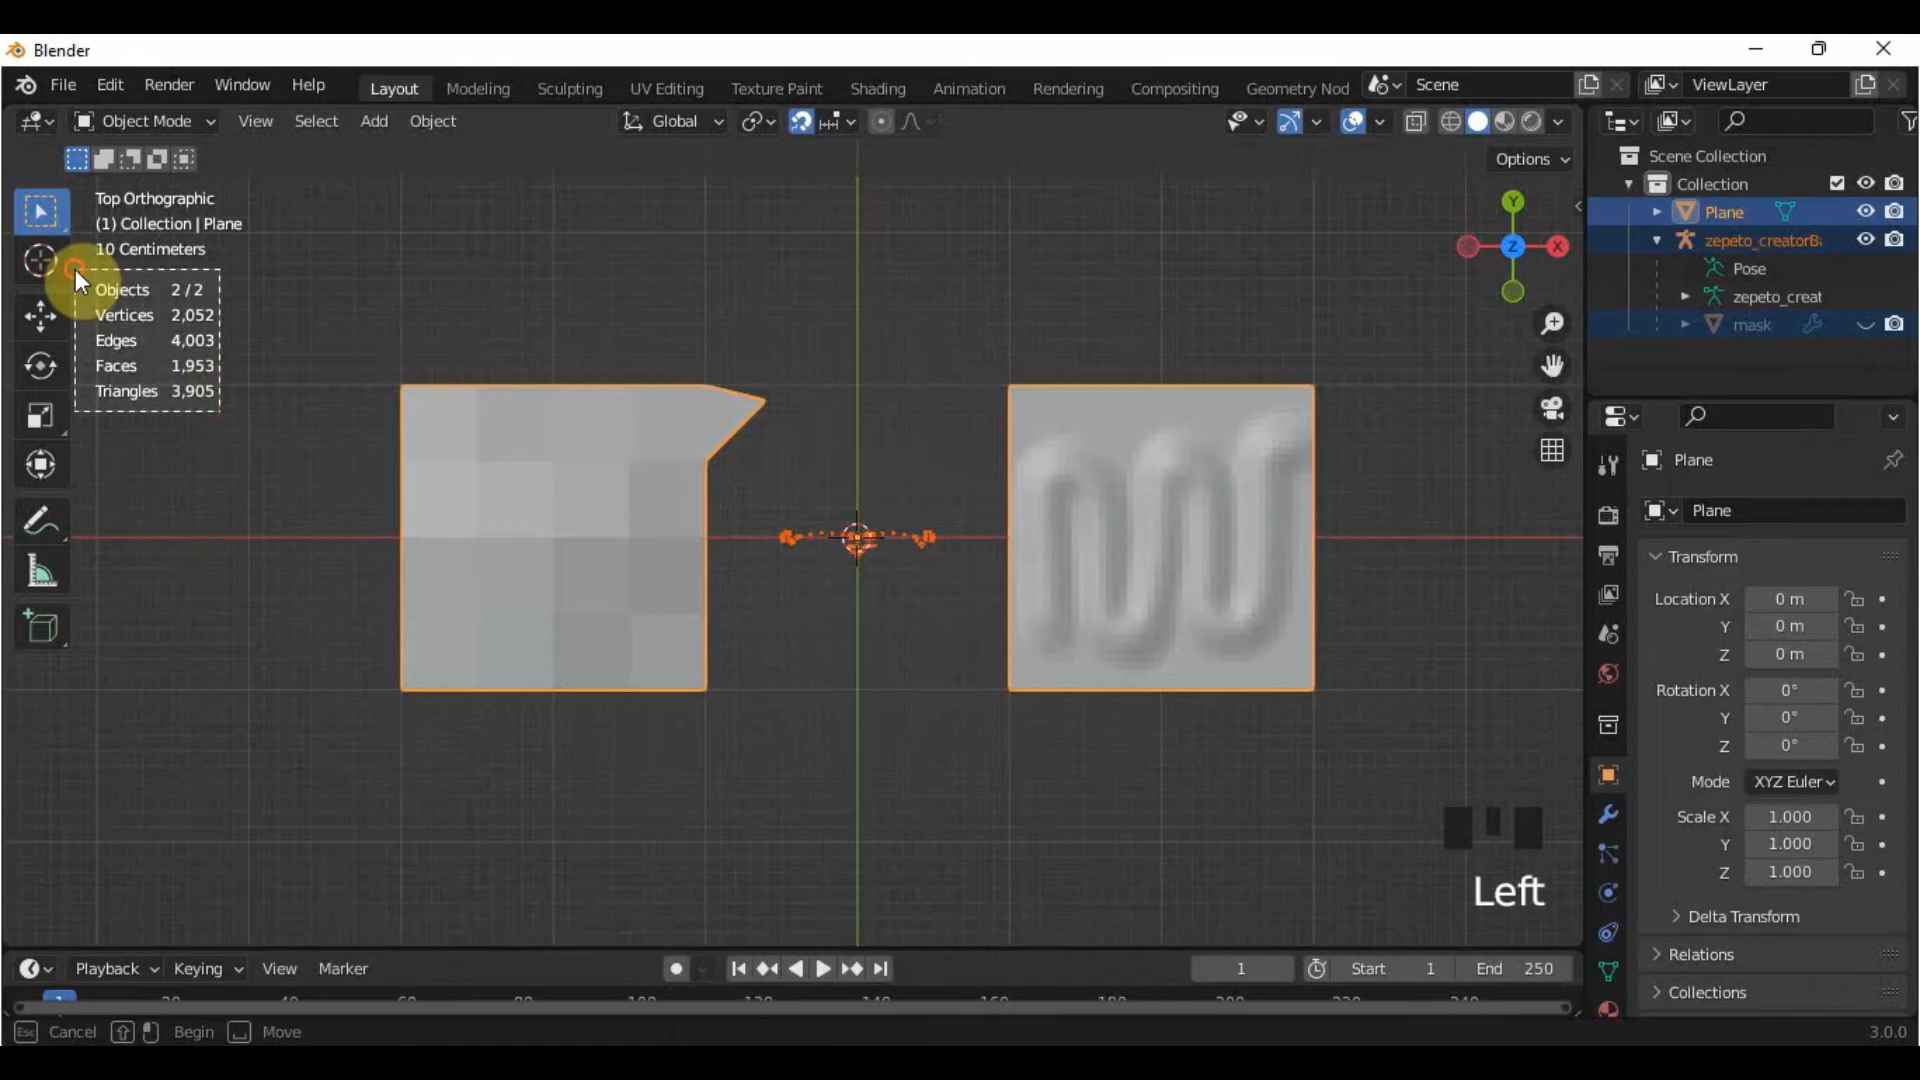 Blender
File Edit Render Window Help Layout Modeling Sculpting UV Editing Texture Paint Shading Animation Rendering Compositing Geometry Nod Scene ViewLayer
Object Mode View Select Add Object Global
Options
Top Orthographic
(1) Collection | Plane
10 Centimeters
Objects 2 / 2
Vertices 2,052
Edges 4,003
Faces 1,953
Triangles 3,905
Y
X
Z
Left
Scene Collection
Collection
Plane
zepeto_creatorBa
Pose
zepeto_creat
mask
Plane
Plane
Transform
Location X 0 m
Y 0 m
Z 0 m
Rotation X 0°
Y 0°
Z 0°
Mode XYZ Euler
Scale X 1.000
Y 1.000
Z 1.000
Delta Transform
Relations
Collections
Playback Keying View Marker 1 Start 1 End 250
1
Esc Cancel Begin Move 3.0.0